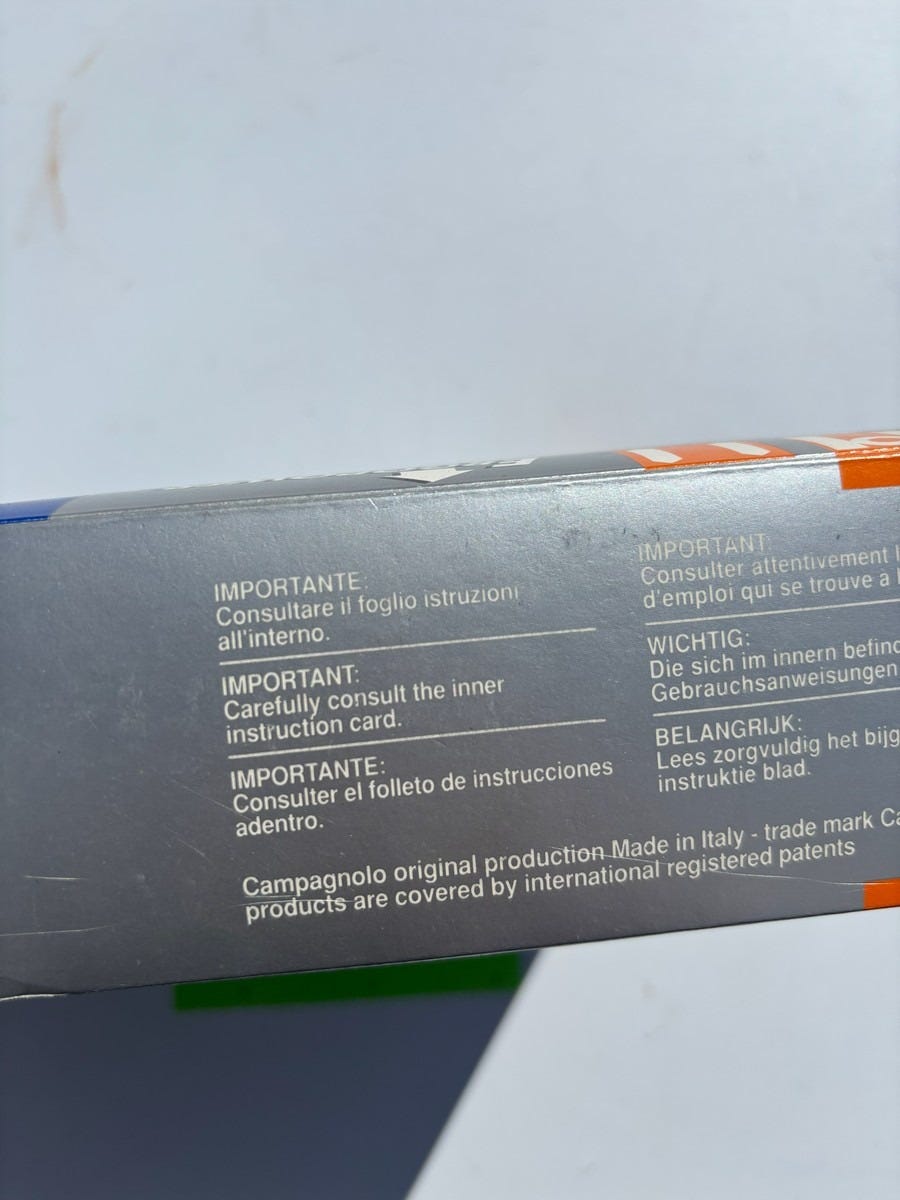 IMPORTANTE:
Consultare il foglio istruzioni
all'interno.
IMPORTANT:
Carefully consult the inner
instruction card.
IMPORTANTE:
Consulter el folleto de instrucciones
adentro.
IMPORTANT:
Consulter attentivement
d'emploi qui se trouve a
WICHTIG:
Die sich im innern
Gebrauchsanweisungen
BELANGRIJK:
Lees zorgvuldig het
instruktie blad.
Campagnolo original production Made in Italy - trade mark
products are covered by international registered patents